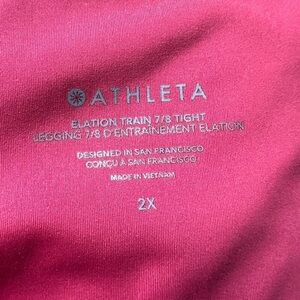 ATHLETA
ELATION TRAIN 7/8 TIGHT
LEGGING 7/8 D'ENTRAÎNEMENT ELATION
DESIGNED IN SAN FRANCISCO
CONÇU À SAN FRANCISCO
MADE IN VIETNAM
2X